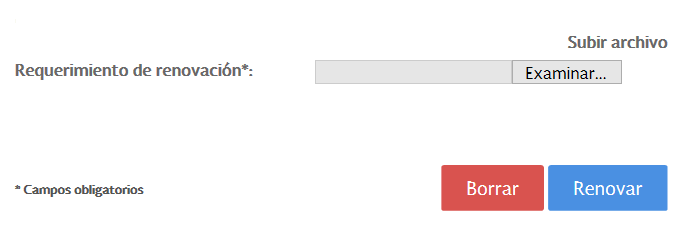 Subir archivo
Requerimiento de renovación*:
Examinar...
* Campos obligatorios
Borrar
Renovar